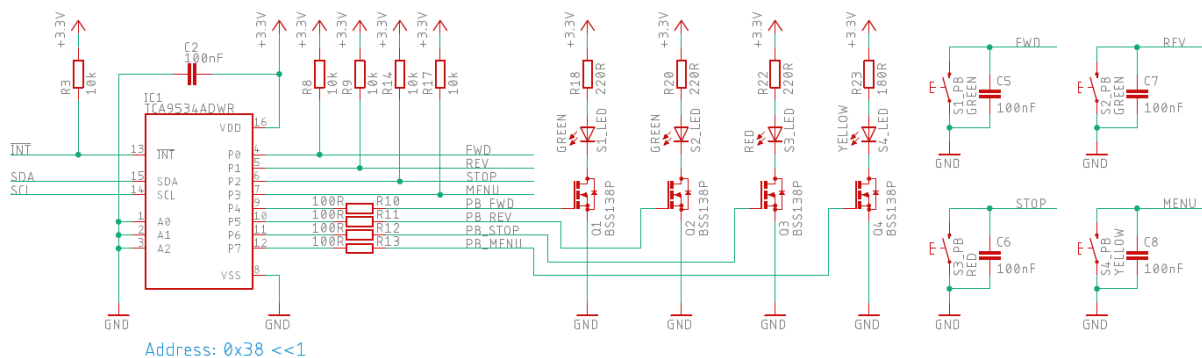 +3.3V
+3.3V
+3.3V
+3.3V
+3.3V
+3.3V
+3.3V
+3.3V
+3.3V
+3.3V
C2
100nF
R3
10k
R8
10k
R9
10k
R14
10k
R17
10k
R18
220R
R20
220R
R22
220R
R23
180R
IC1
TCA9534ADWR
VDD
16
INT
13
INT
SDA
15
SDA
SCL
14
SCL
1
A0
2
A1
3
A2
P0
4
P1
5
P2
6
P3
7
P4
9
P5
10
P6
11
P7
12
VSS
8
FWD
REV
STOP
MENU
100R
R10
PB_FWD
100R
R11
PB_REV
100R
R12
PB_STOP
100R
R13
PB_MENU
GREEN
S1_LED
GREEN
S2_LED
RED
S3_LED
YELLOW
S4_LED
Q1
BSS138P
Q2
BSS138P
Q3
BSS138P
Q4
BSS138P
GND
GND
GND
GND
GND
GND
FWD
S1_PB
GREEN
C5
100nF
GND
REV
S2_PB
GREEN
C7
100nF
GND
STOP
S3_PB
RED
C6
100nF
GND
MENU
S4_PB
YELLOW
C8
100nF
GND
Address: 0x38 <<1